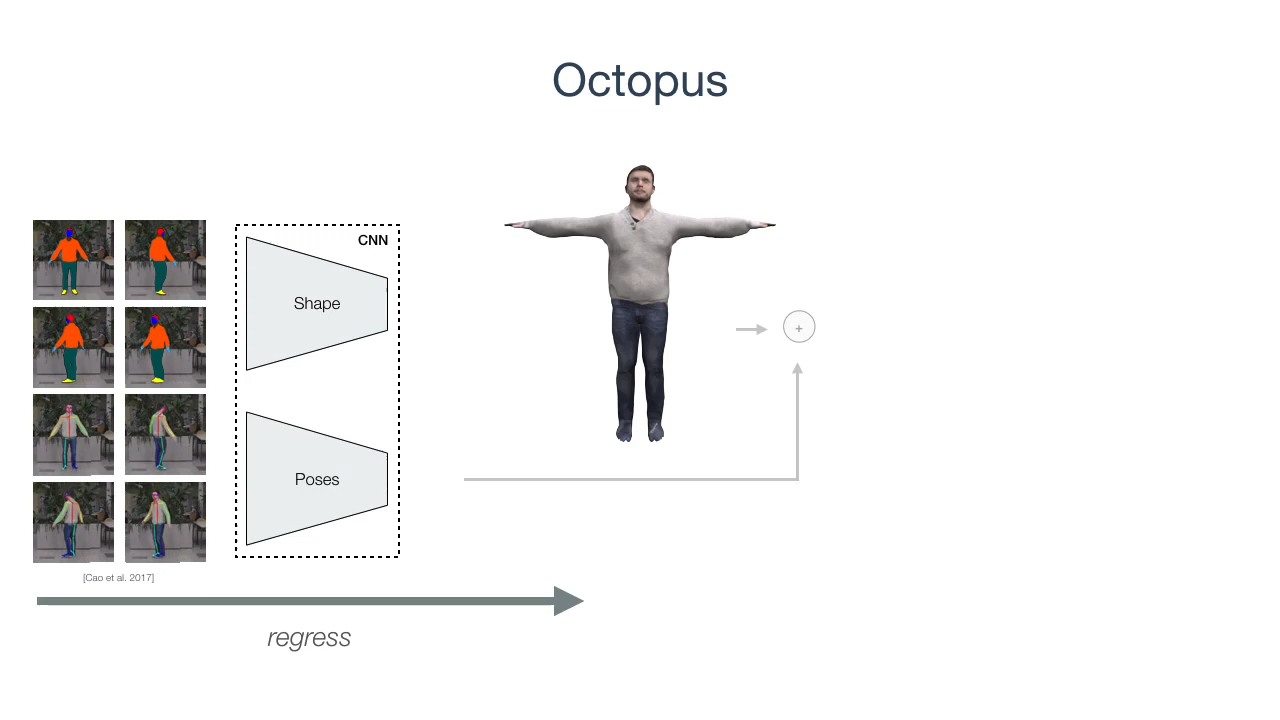 Octopus
CNN
Shape
+
Poses
[Cao et al. 2017]
regress